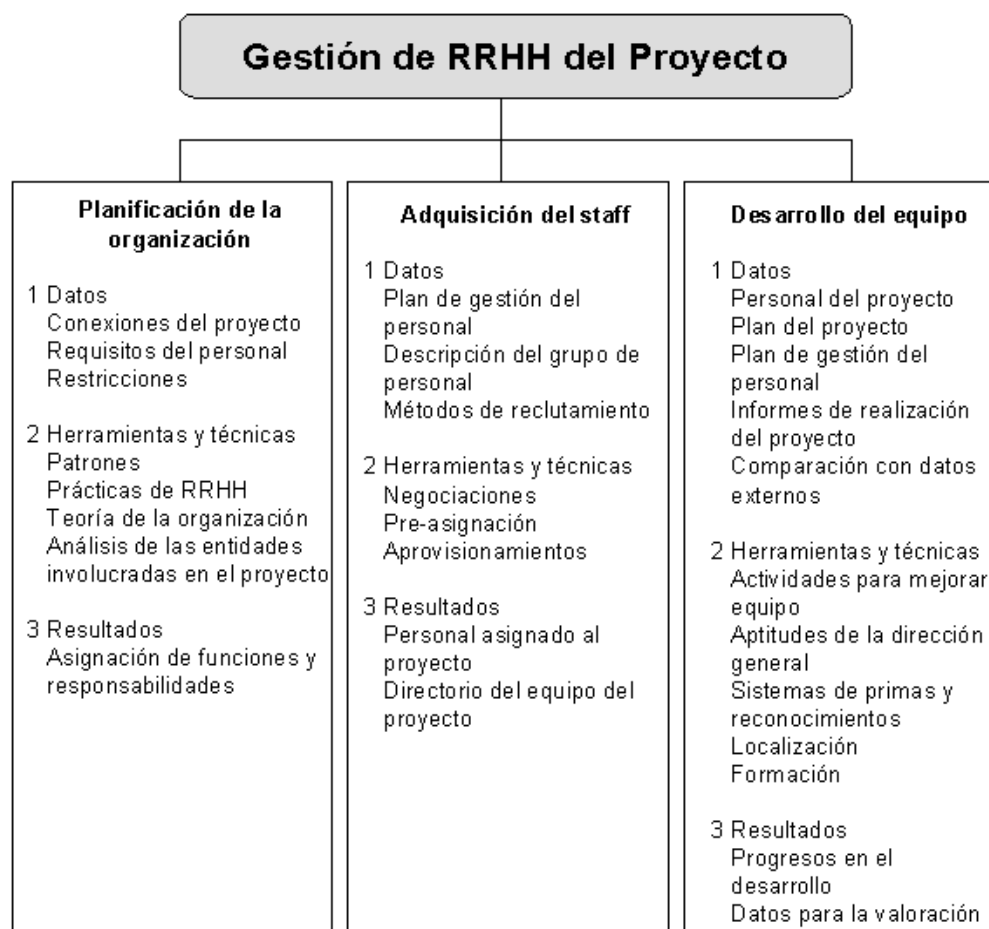 Gestión de RRHH del Proyecto
Planificación de la
organización
1 Datos
Conexiones del proyecto
Requisitos del personal
Restricciones
2 Herramientas y técnicas
Patrones
Prácticas de RRHH
Teoría de la organización
Análisis de las entidades
involucradas en el proyecto
3 Resultados
Asignación de funciones y
responsabilidades
Adquisición del staff
1 Datos
Plan de gestión del
personal
Descripción del grupo de
personal
Métodos de reclutamiento
2 Herramientas y técnicas
Negociaciones
Pre-asignación
Aprovisionamientos
3 Resultados
Personal asignado al
proyecto
Directorio del equipo del
proyecto
Desarrollo del equipo
1 Datos
Personal del proyecto
Plan del proyecto
Plan de gestión del
personal
Informes de realización
del proyecto
Comparación con datos
externos
2 Herramientas y técnicas
Actividades para mejorar
equipo
Aptitudes de la dirección
general
Sistemas de primas y
reconocimientos
Localización
Formación
3 Resultados
Progresos en el
desarrollo
Datos para la valoración